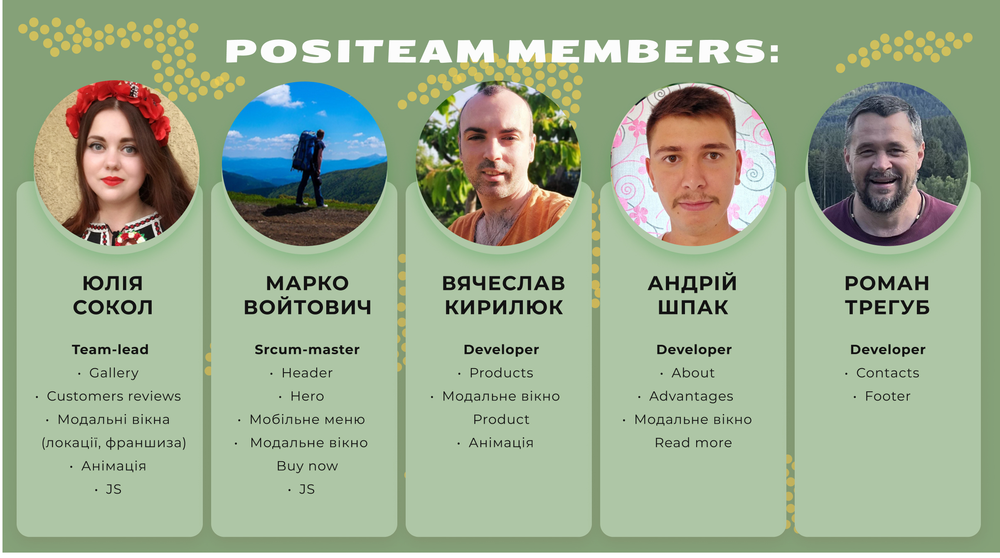 POSITEAM MEMBERS:
ЮЛІЯ
СОКОЛ
Team-lead
• Gallery
• Customers reviews
• Модальні вікна
(локації, франшиза)
• Анімація
• JS
МАРКО
ВОЙТОВИЧ
Srcum-master
• Header
• Hero
• Мобільне меню
• Модальне вікно
Buy now
• JS
ВЯЧЕСЛАВ
КИРИЛЮК
Developer
• Products
• Модальне вікно
Product
• Анімація
АНДРІЙ
ШПАК
Developer
• About
• Advantages
• Модальне вікно
Read more
РОМАН
ТРЕГУБ
Developer
• Contacts
• Footer